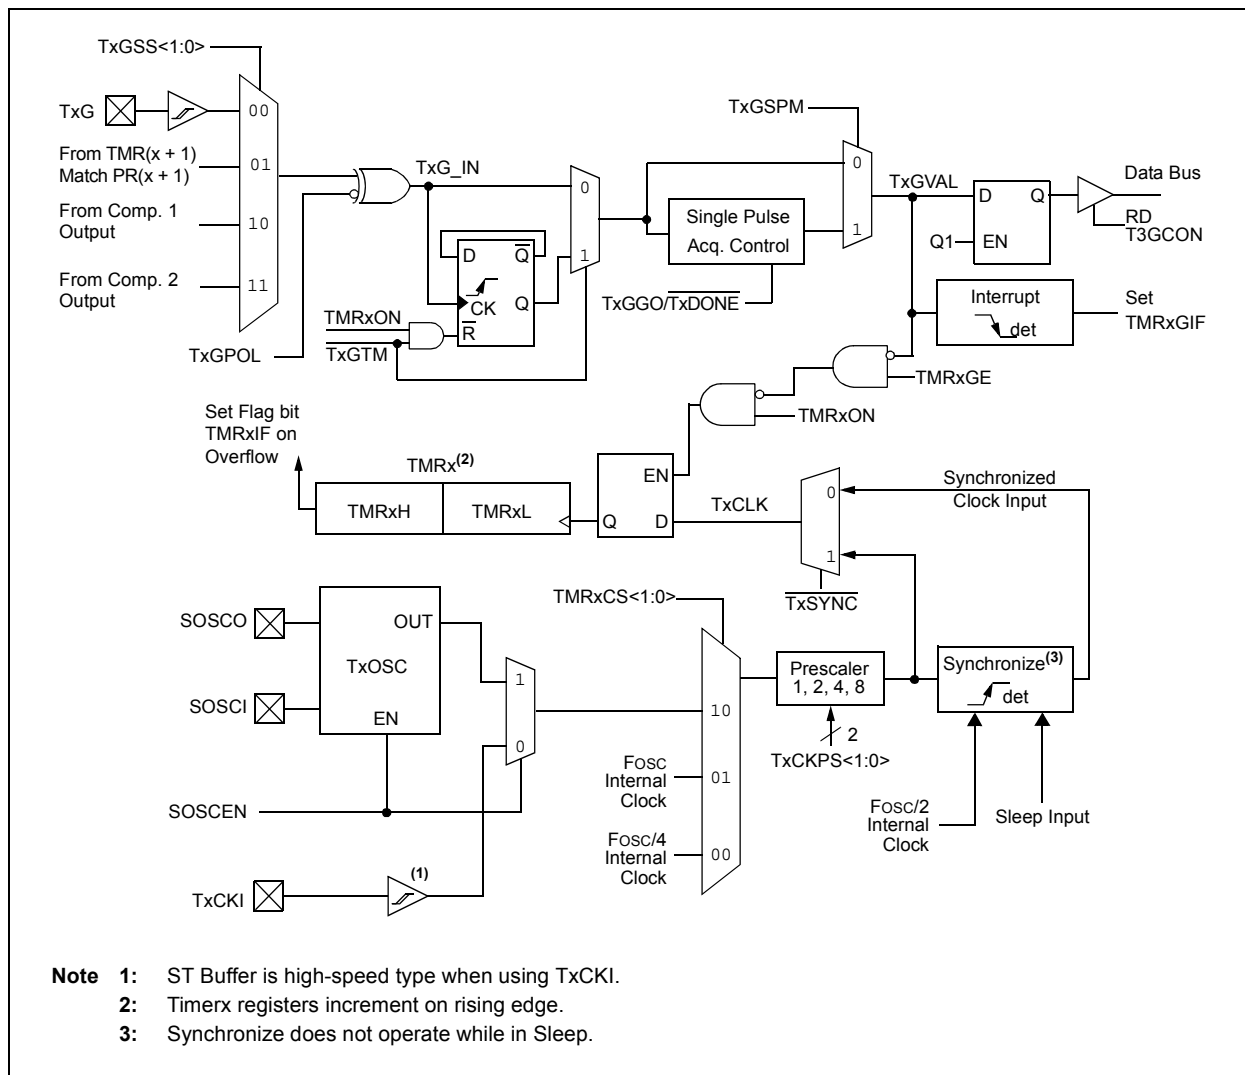 TxGSS<1:0>
TxG
00
From TMR(x + 1)
Match PR(x + 1)
01
From Comp. 1
Output
10
From Comp. 2
Output
11
TxGPOL
TxG_IN
D
Q
CK
Q
R
TMRxON
TxGTM
0
1
Single Pulse
Acq. Control
TxGGO/TxDONE
TxGSPM
0
1
TxGVAL
D
Q
Q1
EN
Data Bus
RD
T3GCON
Interrupt
det
Set
TMRxGIF
TMRxGE
TMRxON
Set Flag bit
TMRxIF on
Overflow
TMRx(2)
TMRxH
TMRxL
EN
Q
D
TxCLK
0
1
TxSYNC
Synchronized
Clock Input
SOSCO
SOSCI
OUT
TxOSC
EN
1
0
SOSCEN
TxCKI
(1)
TMRxCS<1:0>
10
FOSC
Internal
Clock
01
FOSC/4
Internal
Clock
00
Prescaler
1, 2, 4, 8
2
TxCKPS<1:0>
Synchronize(3)
det
FOSC/2
Internal
Clock
Sleep Input
Note 1: ST Buffer is high-speed type when using TxCKI.
2: Timerx registers increment on rising edge.
3: Synchronize does not operate while in Sleep.